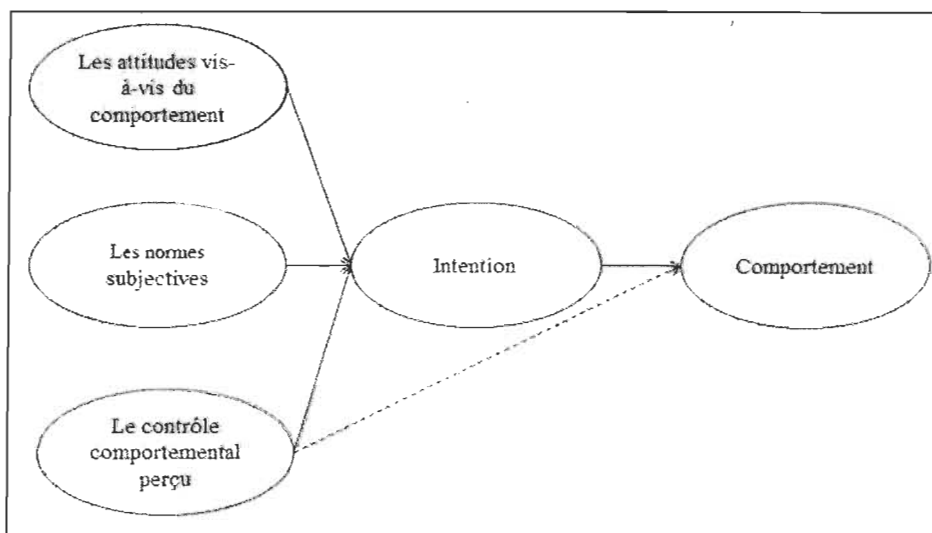 Les attitudes vis-
à-vis du
comportement
Les normes
subjectives
Intention
Comportement
Le contrôle
comportemental
perçu